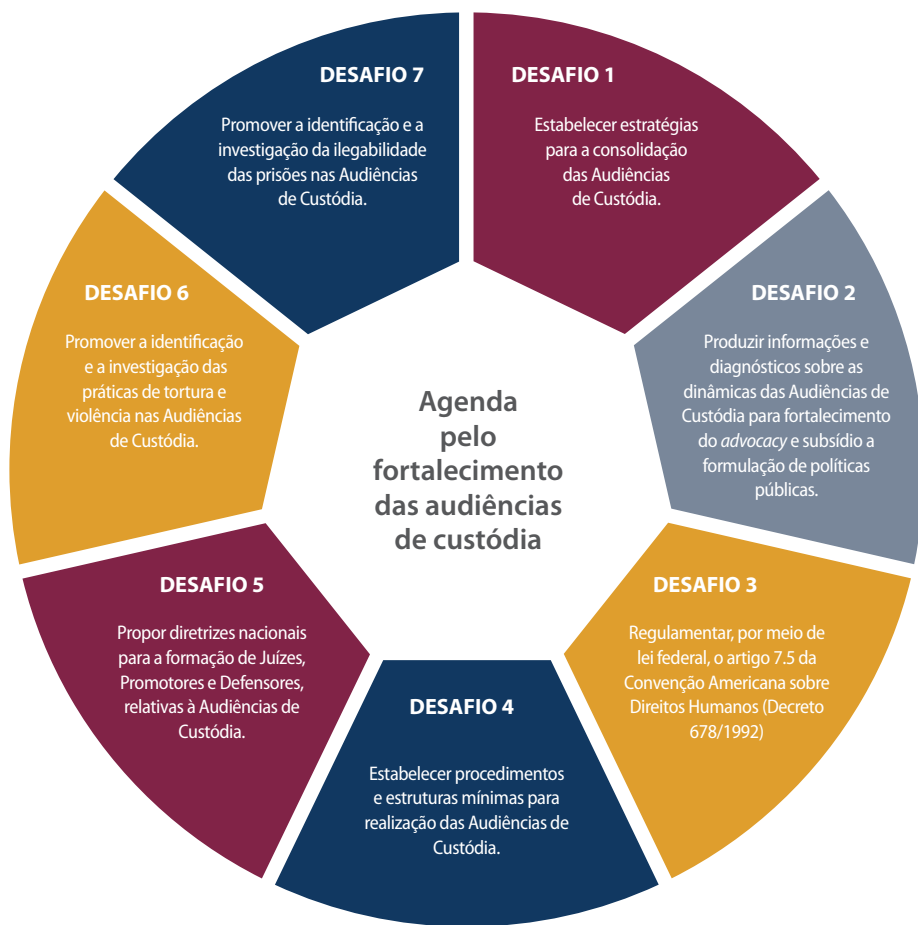 DESAFIO 1
Estabelecer estratégias
para a consolidação
das Audiências
de Custódia.
DESAFIO 2
Produzir informações e
diagnósticos sobre as
dinâmicas das Audiências de
Custódia para fortalecimento
do advocacy e subsídio a
formulação de políticas
públicas.
DESAFIO 3
Regulamentar, por meio de
lei federal, o artigo 7.5 da
Convenção Americana sobre
Direitos Humanos (Decreto
678/1992)
DESAFIO 4
Estabelecer procedimentos
e estruturas mínimas para
realização das Audiências de
Custódia.
DESAFIO 5
Propor diretrizes nacionais
para a formação de Juízes,
Promotores e Defensores,
relativas à Audiências de
Custódia.
DESAFIO 6
Promover a identificação
e a investigação das
práticas de tortura e
violência nas Audiências
de Custódia.
DESAFIO 7
Promover a identificação e a
investigação da ilegabilidade
das prisões nas Audiências
de Custódia.
Agenda
pelo
fortalecimento
das audiências
de custódia